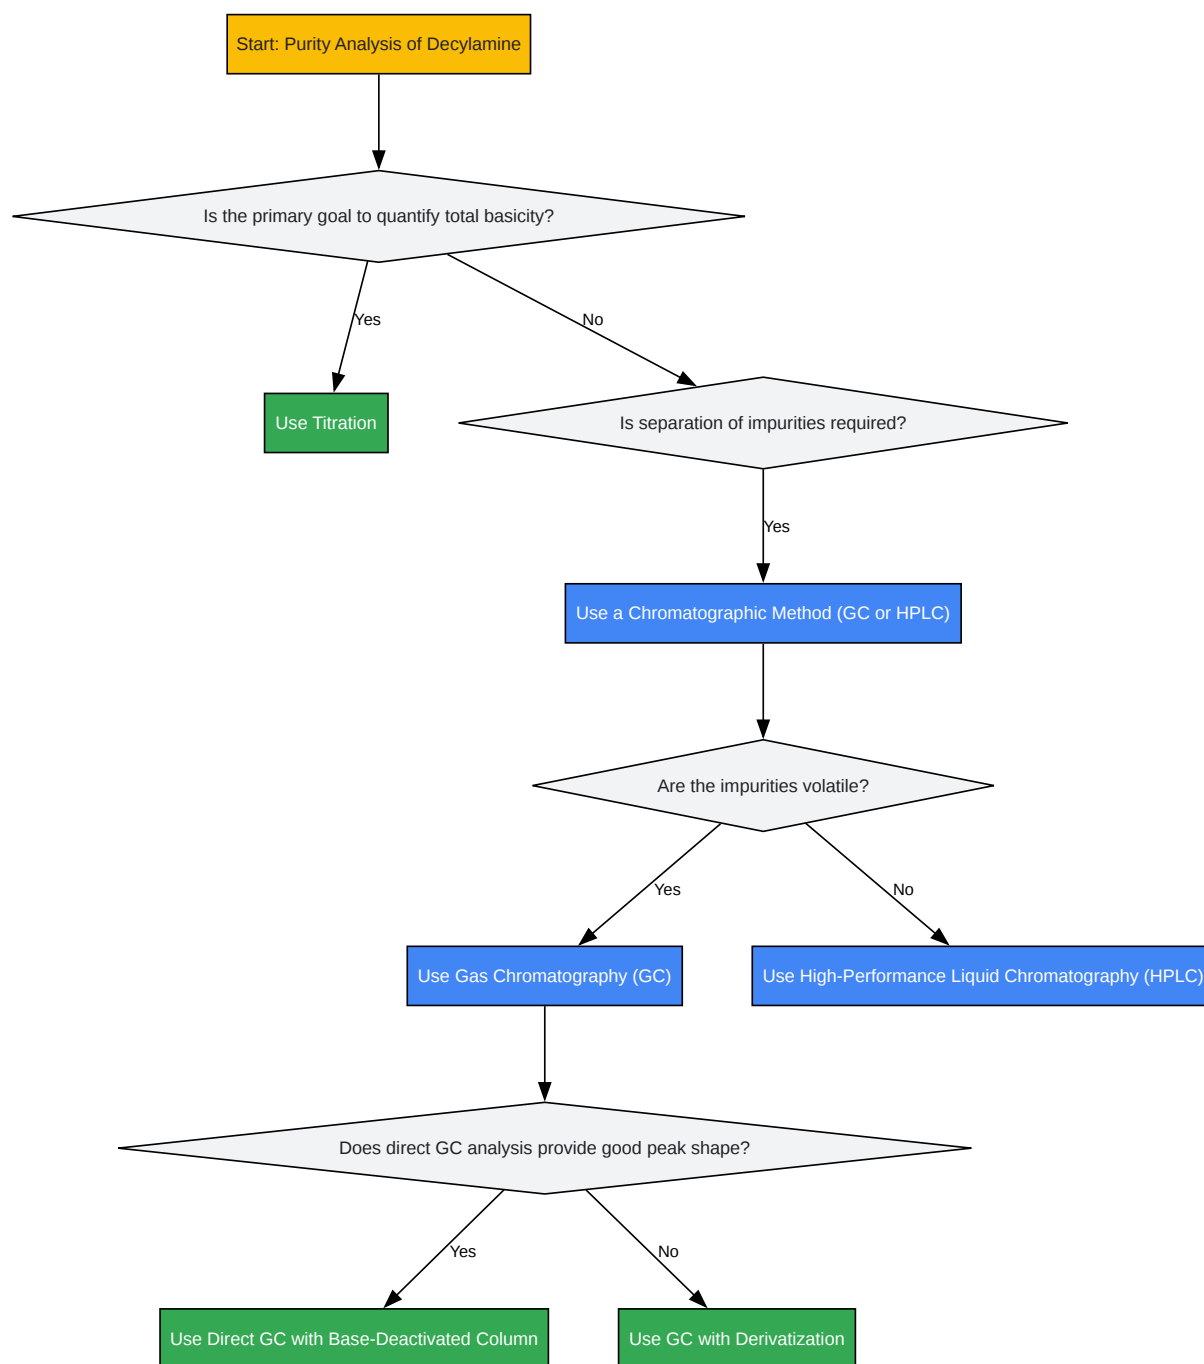 Start: Purity Analysis of Decylamine
Is the primary goal to quantify total basicity?
Yes
No
Use Titration
Is separation of impurities required?
Yes
Use a Chromatographic Method (GC or HPLC)
Are the impurities volatile?
Yes
No
Use Gas Chromatography (GC)
Use High-Performance Liquid Chromatography (HPLC)
Does direct GC analysis provide good peak shape?
Yes
No
Use Direct GC with Base-Deactivated Column
Use GC with Derivatization